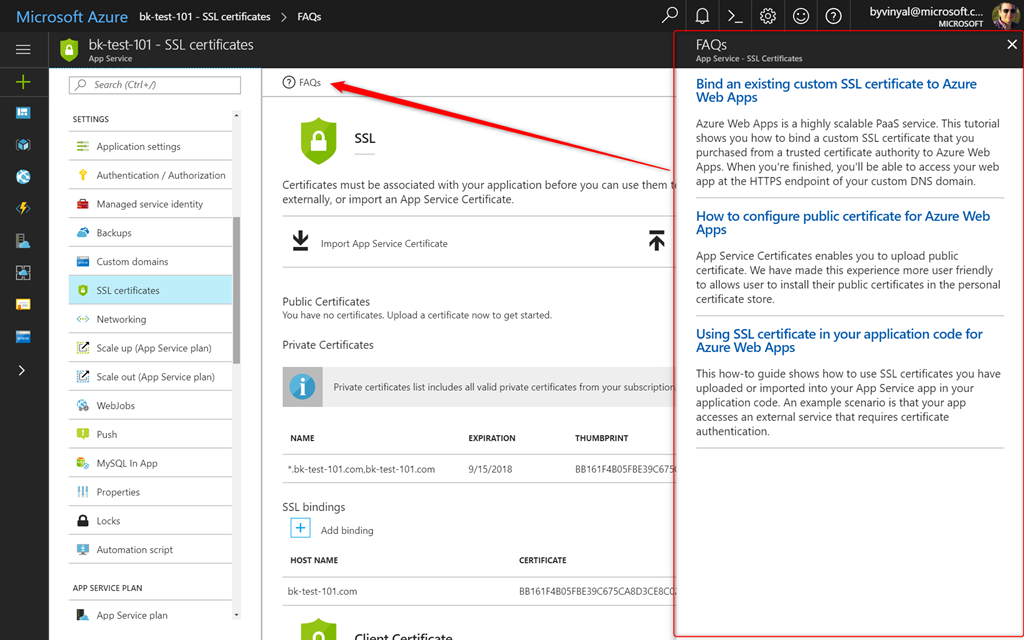 Microsoft Azure bk-test-101 - SSL certificates > FAQs
byvinyal@microsoft.c...
MICROSOFT
bk-test-101 - SSL certificates
App Service
Search (Ctrl+/)
SETTINGS
Application settings
Authentication / Authorization
Managed service identity
Backups
Custom domains
SSL certificates
Networking
Scale up (App Service plan)
Scale out (App Service plan)
WebJobs
Push
MySQL In App
Properties
Locks
Automation script
APP SERVICE PLAN
App Service plan
FAQs
SSL
Certificates must be associated with your application before you can use them to
externally, or import an App Service Certificate.
Import App Service Certificate
Public Certificates
You have no certificates. Upload a certificate now to get started.
Private Certificates
Private certificates list includes all valid private certificates from your subscription
NAME EXPIRATION THUMBPRINT
*.bk-test-101.com,bk-test-101.com 9/15/2018 BB161F4B05FBE39C675C
SSL bindings
Add binding
HOST NAME CERTIFICATE
bk-test-101.com BB161F4B05FBE39C675CA8D3CE8C02
Client Certificate
FAQs
App Service - SSL Certificates
Bind an existing custom SSL certificate to Azure
Web Apps
Azure Web Apps is a highly scalable PaaS service. This tutorial
shows you how to bind a custom SSL certificate that you
purchased from a trusted certificate authority to Azure Web
Apps. When you're finished, you'll be able to access your web
app at the HTTPS endpoint of your custom DNS domain.
How to configure public certificate for Azure Web
Apps
App Service Certificates enables you to upload public
certificate. We have made this experience more user friendly
to allows user to install their public certificates in the personal
certificate store.
Using SSL certificate in your application code for
Azure Web Apps
This how-to guide shows how to use SSL certificates you have
uploaded or imported into your App Service app in your
application code. An example scenario is that your app
accesses an external service that requires certificate
authentication.